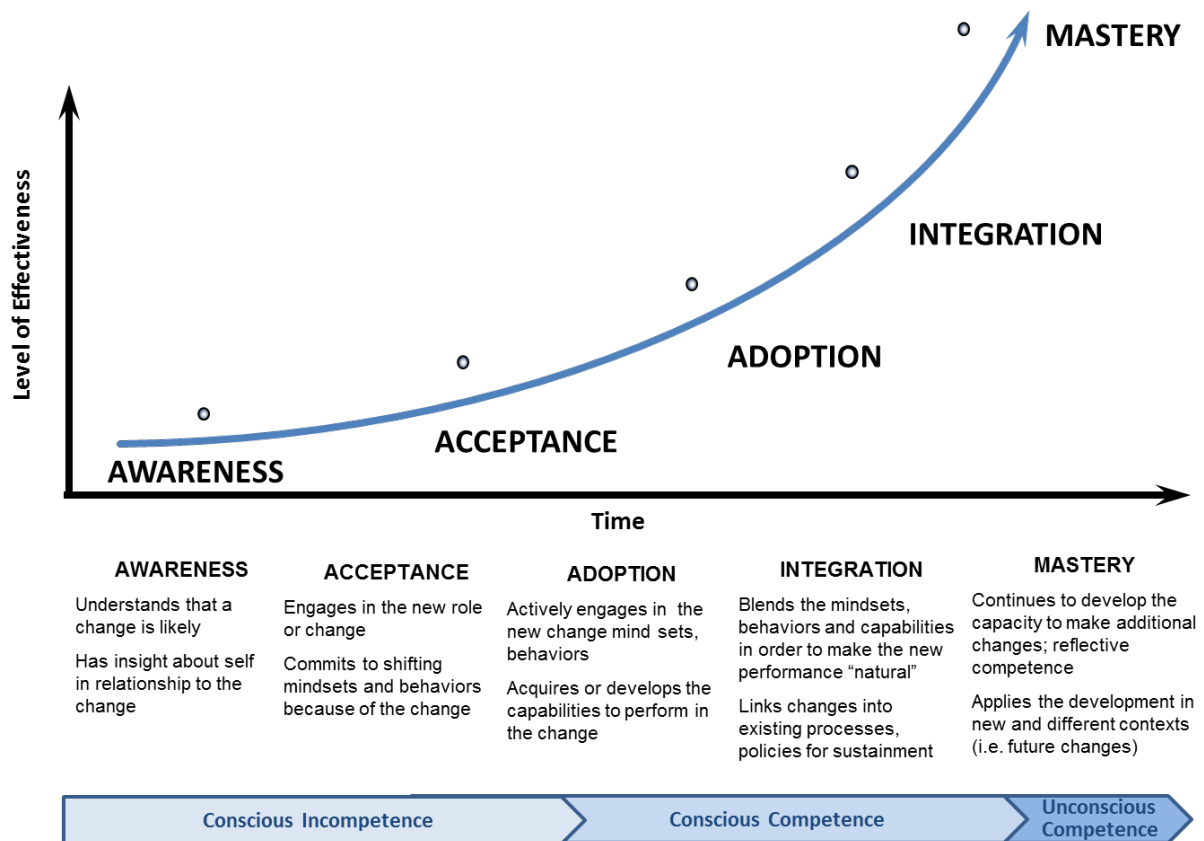 MASTERY
INTEGRATION
ADOPTION
ACCEPTANCE
AWARENESS
Level of Effectiveness
Time
AWARENESS
Understands that a
change is likely
Has insight about self
in relationship to the
change
ACCEPTANCE
Engages in the new role
or change
Commits to shifting
mindsets and behaviors
because of the change
ADOPTION
Actively engages in the
new change mind sets,
behaviors
Acquires or develops the
capabilities to perform in
the change
INTEGRATION
Blends the mindsets,
behaviors and capabilities
in order to make the new
performance “natural”
Links changes into
existing processes,
policies for sustainment
MASTERY
Continues to develop the
capacity to make additional
changes; reflective
competence
Applies the development in
new and different contexts
(i.e. future changes)
Conscious Incompetence
Conscious Competence
Unconscious
Competence